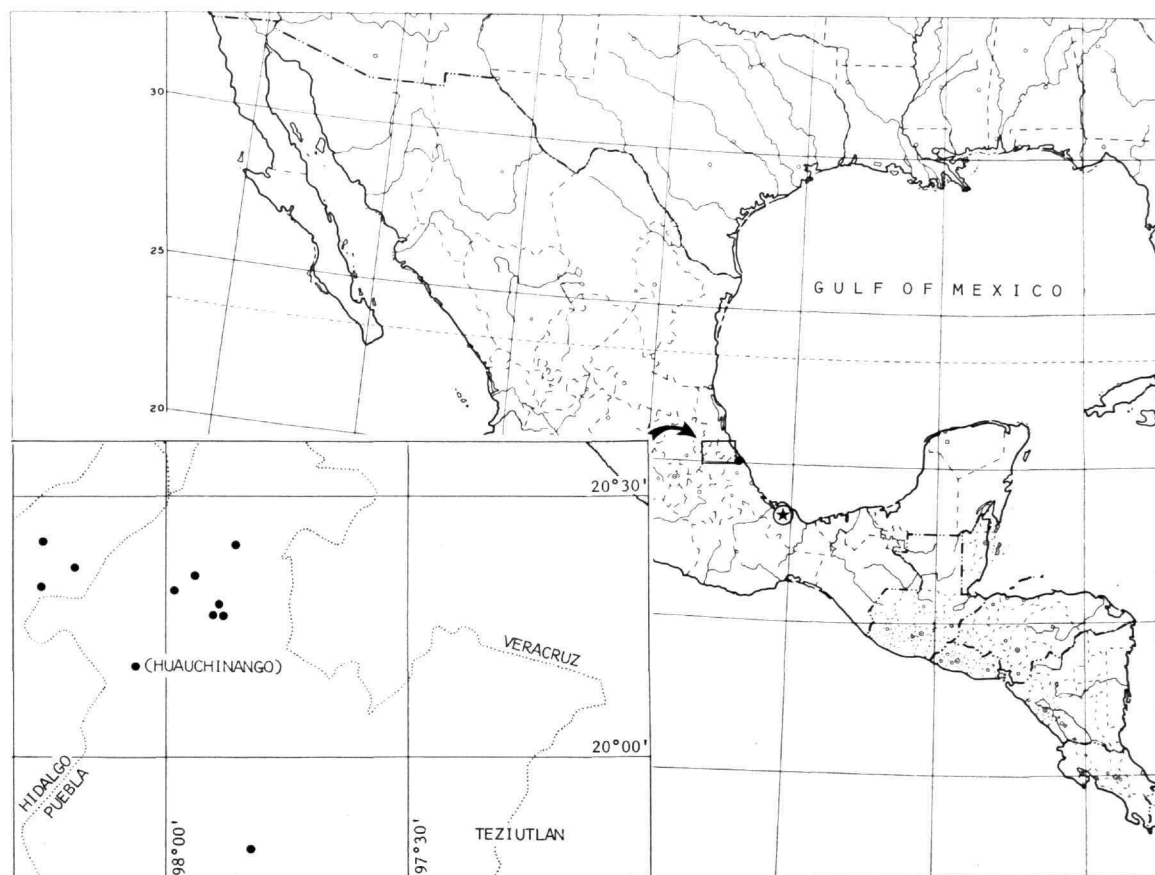 30
25
GULF OF MEXICO
20
20°30'
(HUAUCHINANGO)
VERACRUZ
20°00'
HIDALGO
PUEBLA
98°00'
97°30'
TEZIUTLAN